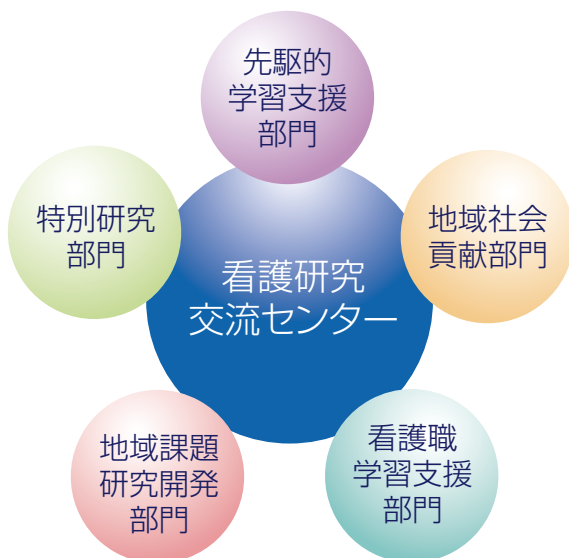 先駆的
学習支援
部門
特別研究
部門
地域社会
貢献部門
看護研究
交流センター
地域課題
研究開発
部門
看護職
学習支援
部門